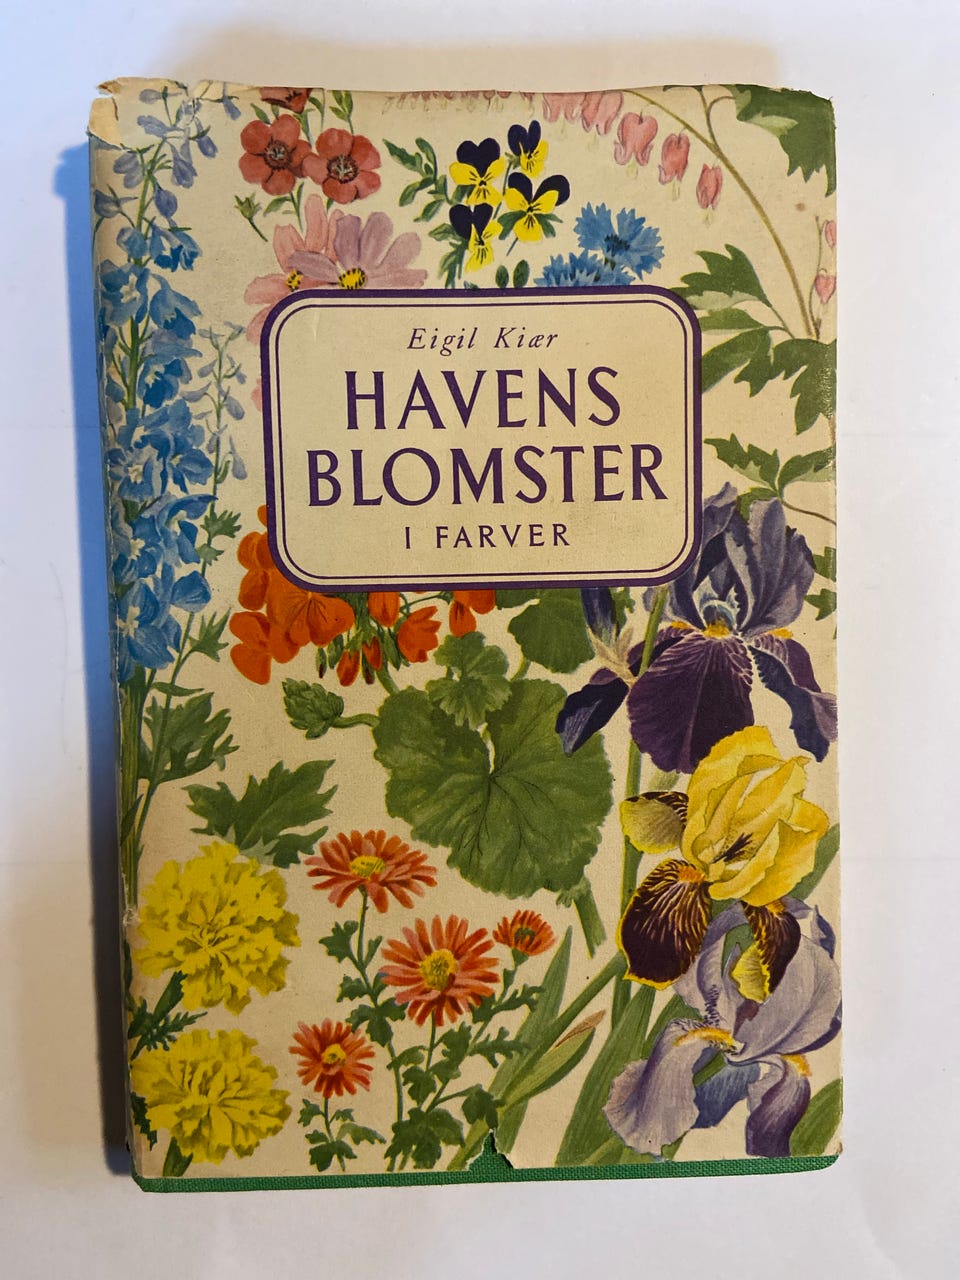 Eigil Kiær
HAVENS
BLOMSTER
I FARVER